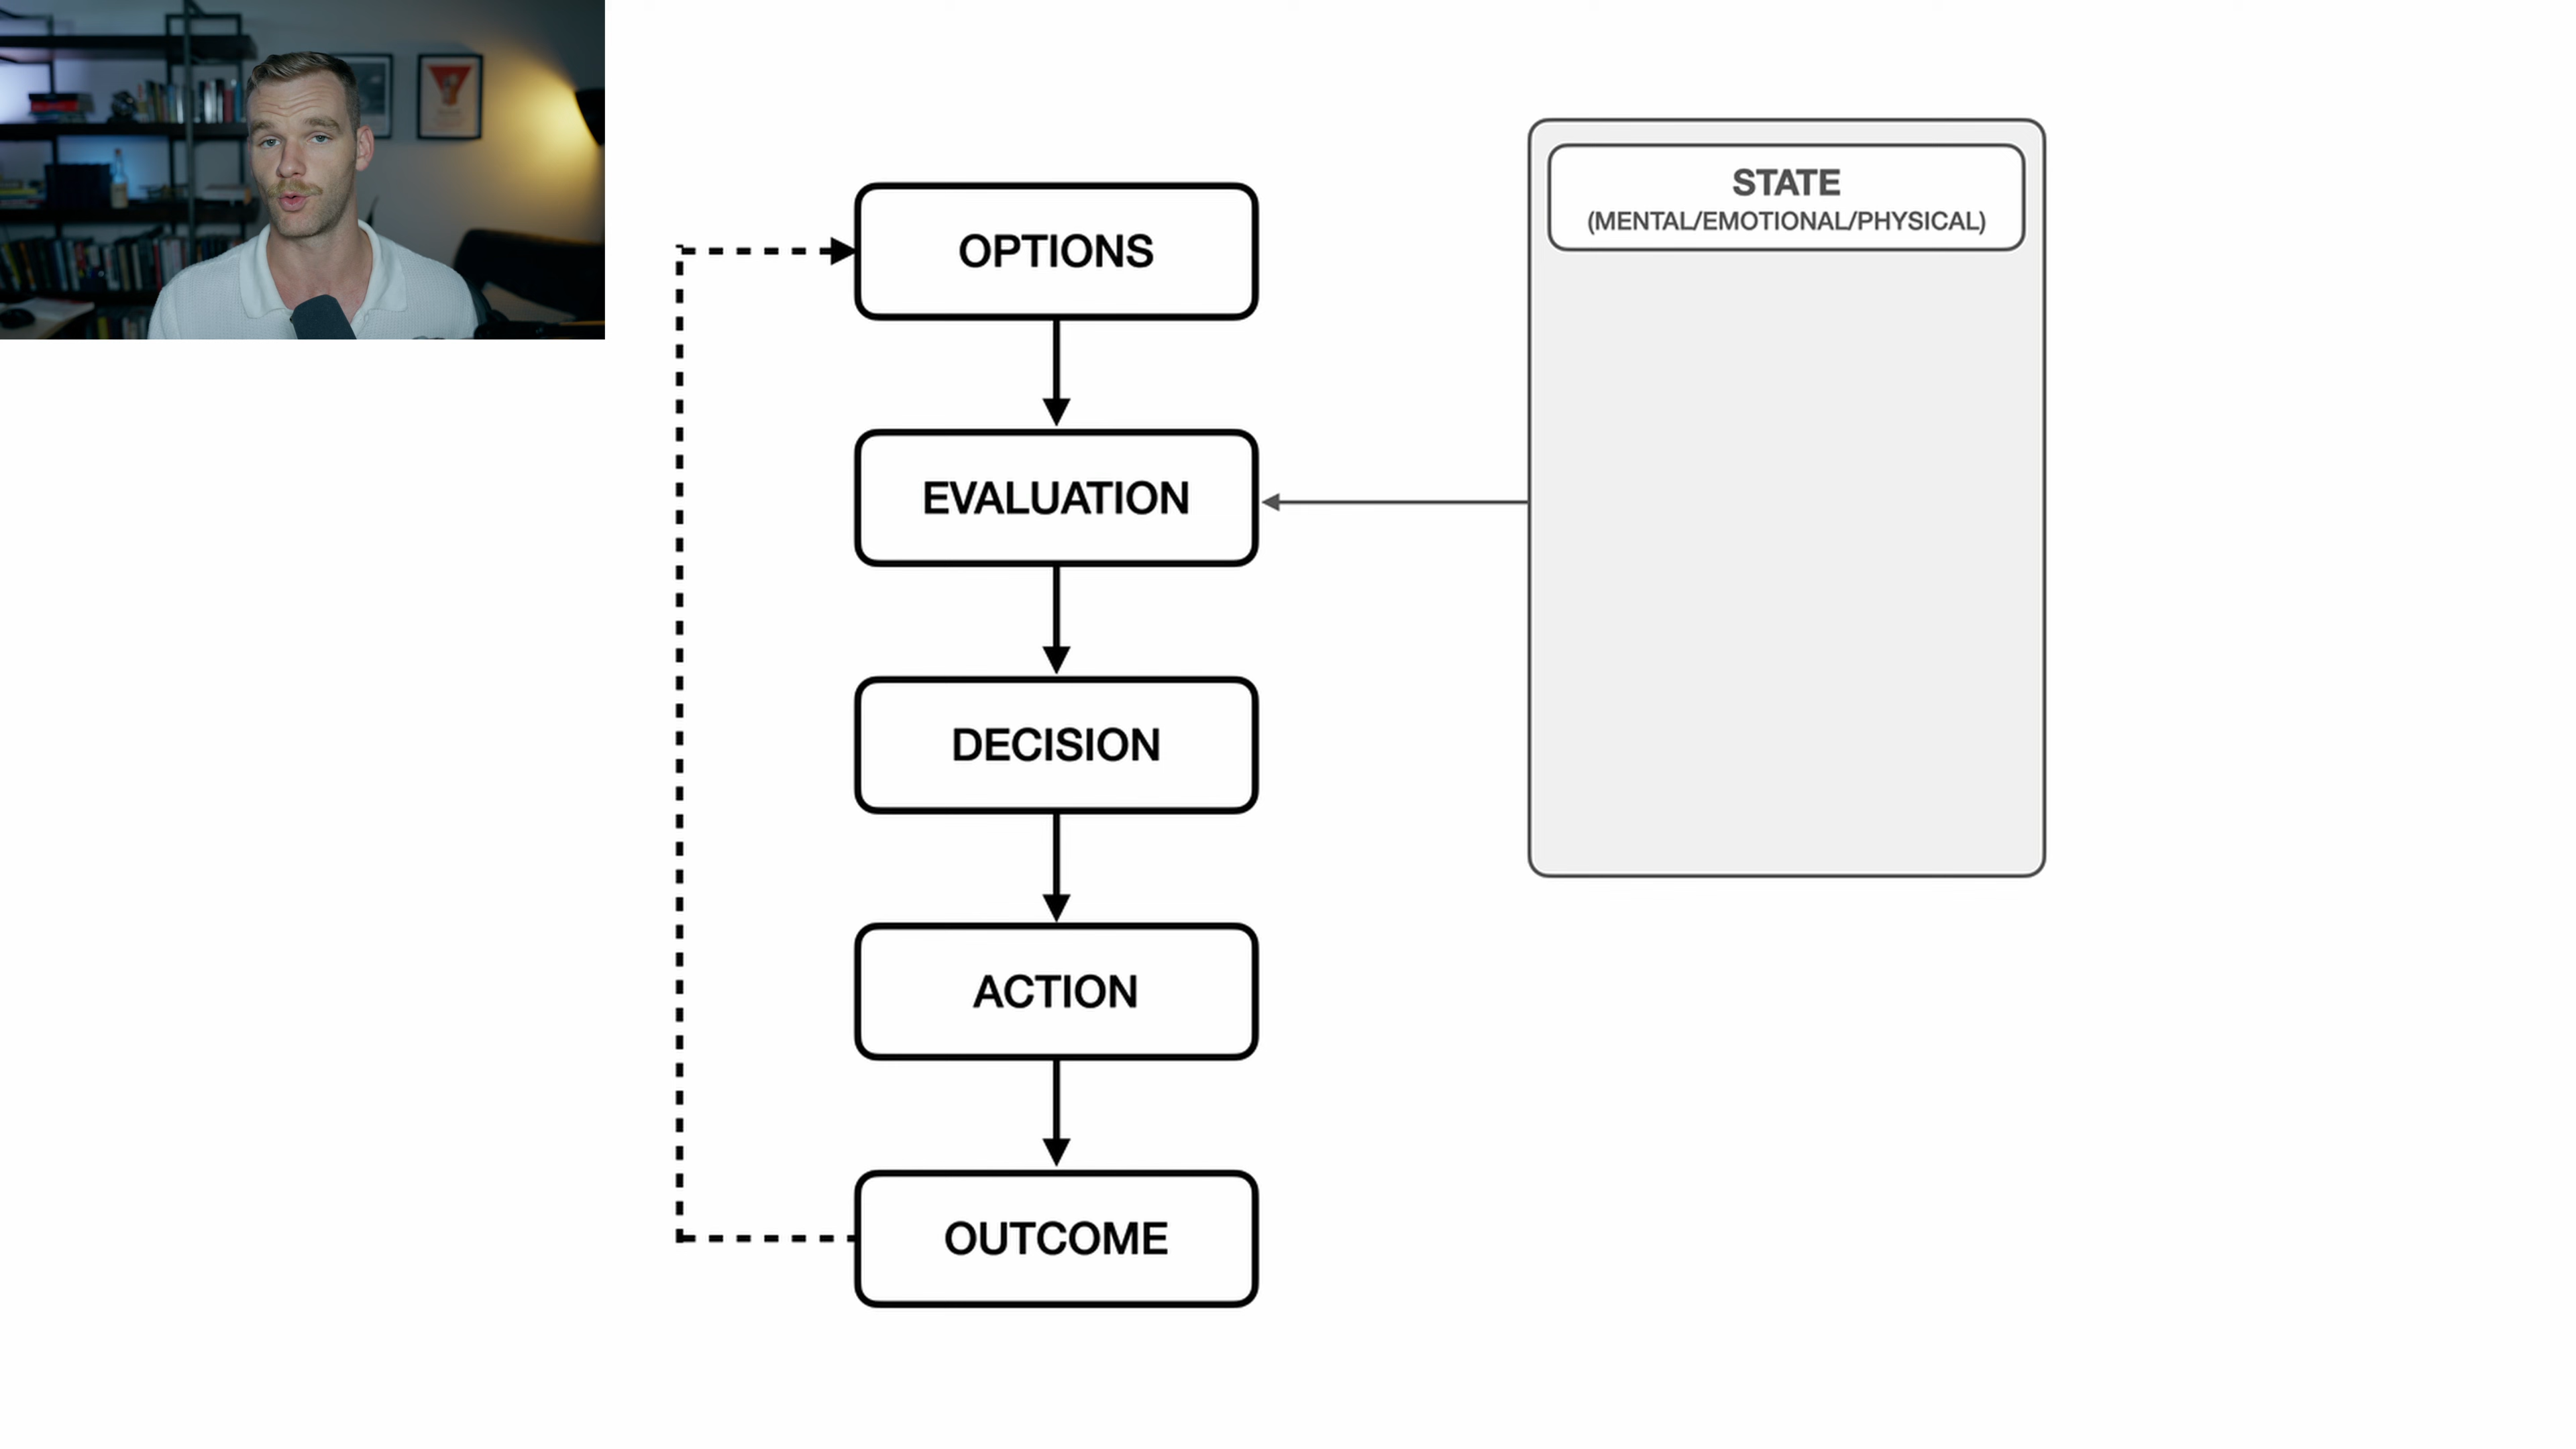 OPTIONS
EVALUATION
DECISION
ACTION
OUTCOME
STATE
(MENTAL/EMOTIONAL/PHYSICAL)